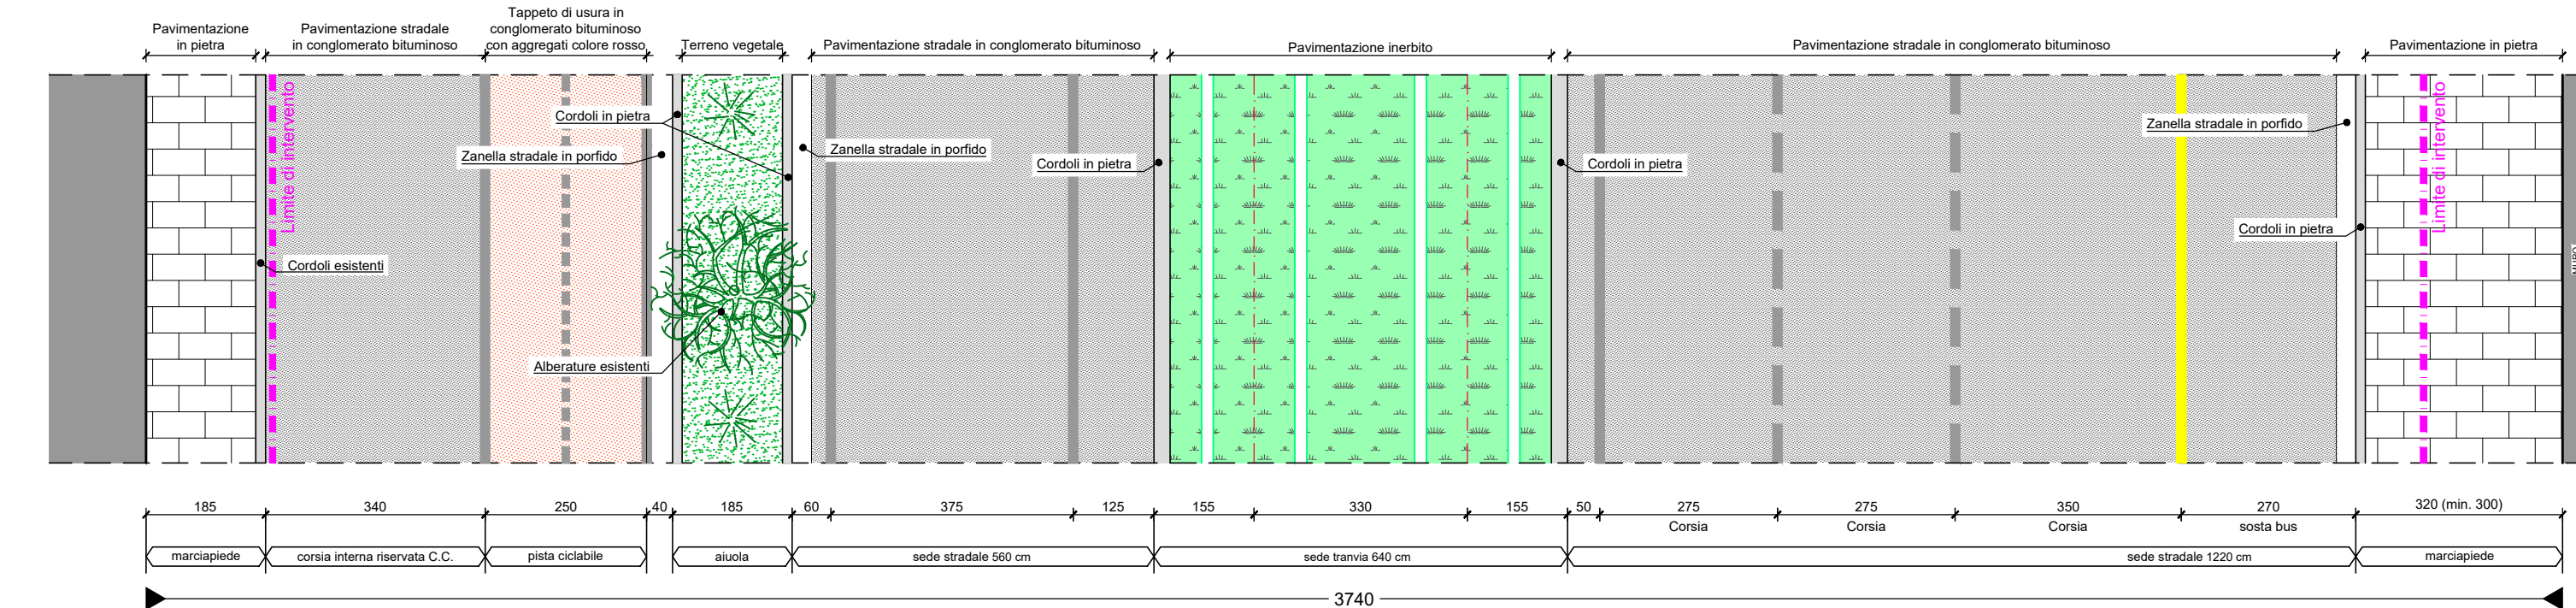 Pavimentazione
in pietra
Pavimentazione stradale
in conglomerato bituminoso
Tappeto di usura in
conglomerato bituminoso
con aggregati colore rosso
Terreno vegetale
Pavimentazione stradale in conglomerato bituminoso
Pavimentazione inerbito
Pavimentazione stradale in conglomerato bituminoso
Pavimentazione in pietra
Limite di intervento
Cordoli in pietra
Zanella stradale in porfido
Zanella stradale in porfido
Cordoli in pietra
Cordoli in pietra
Zanella stradale in porfido
Limite di intervento
Cordoli in pietra
Cordoli esistenti
Alberature esistenti
MURO
185
340
250
40
185
60
375
125
155
330
155
50
275
275
350
270
320 (min. 300)
Corsia
Corsia
Corsia
sosta bus
marciapiede
corsia interna riservata C.C.
pista ciclabile
aiuola
sede stradale 560 cm
sede tranvia 640 cm
sede stradale 1220 cm
marciapiede
3740